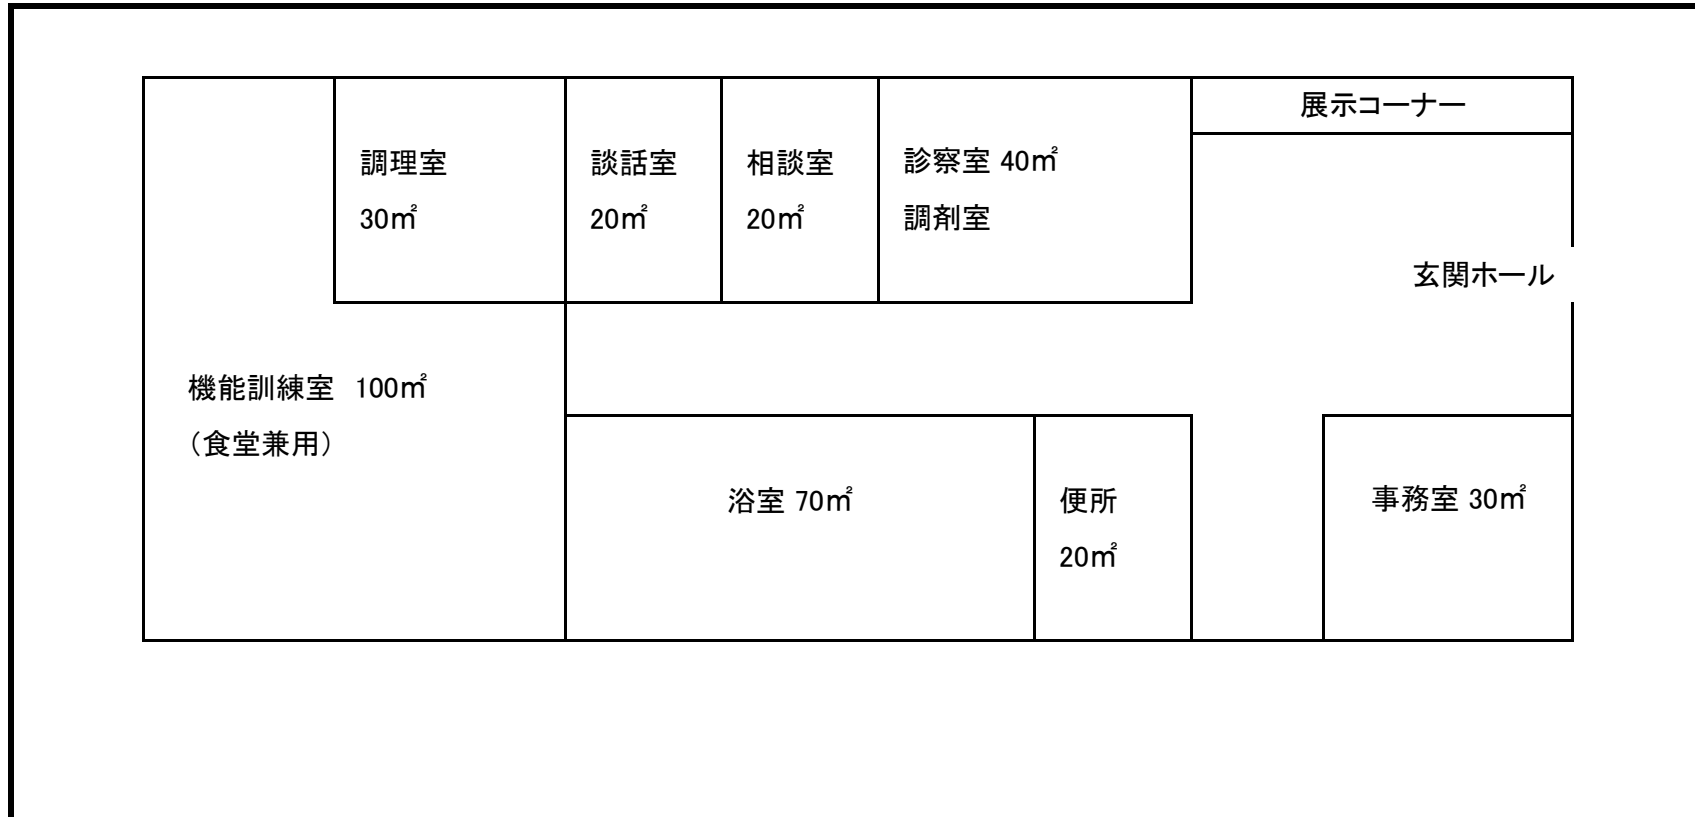 展示コーナー
調理室
30㎡
談話室
20㎡
相談室
20㎡
診察室 40㎡
調剤室
玄関ホール
機能訓練室　100㎡
（食堂兼用）
浴室 70㎡
便所
20㎡
事務室 30㎡